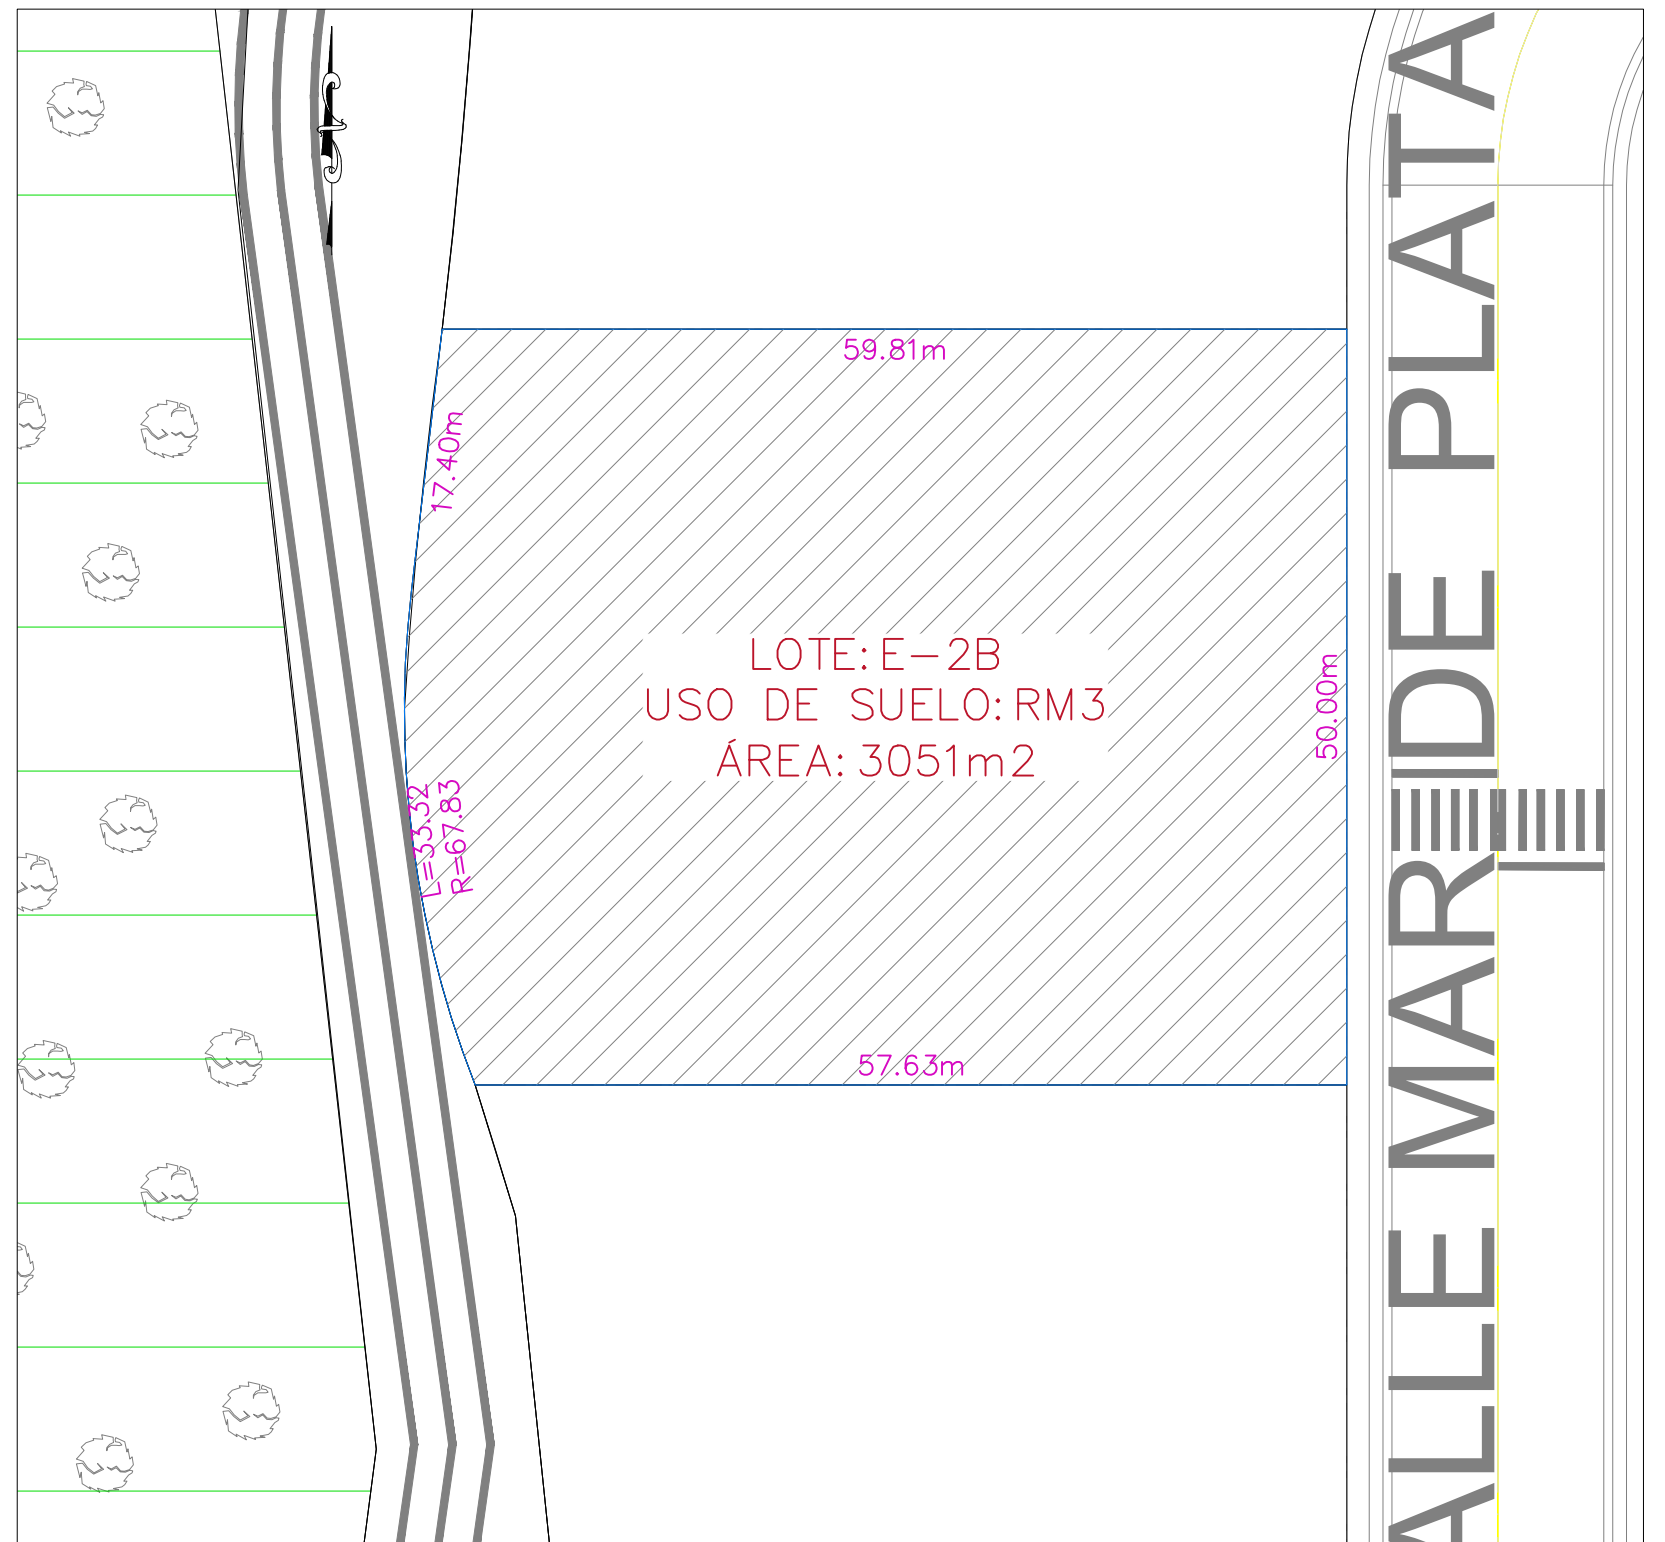 59.81m
17.40m
LOTE: E-2B
USO DE SUELO: RM3
ÁREA: 3051m2
50.00m
L=33.32
R=67.83
57.63m
ALLE MAR DE PLATA